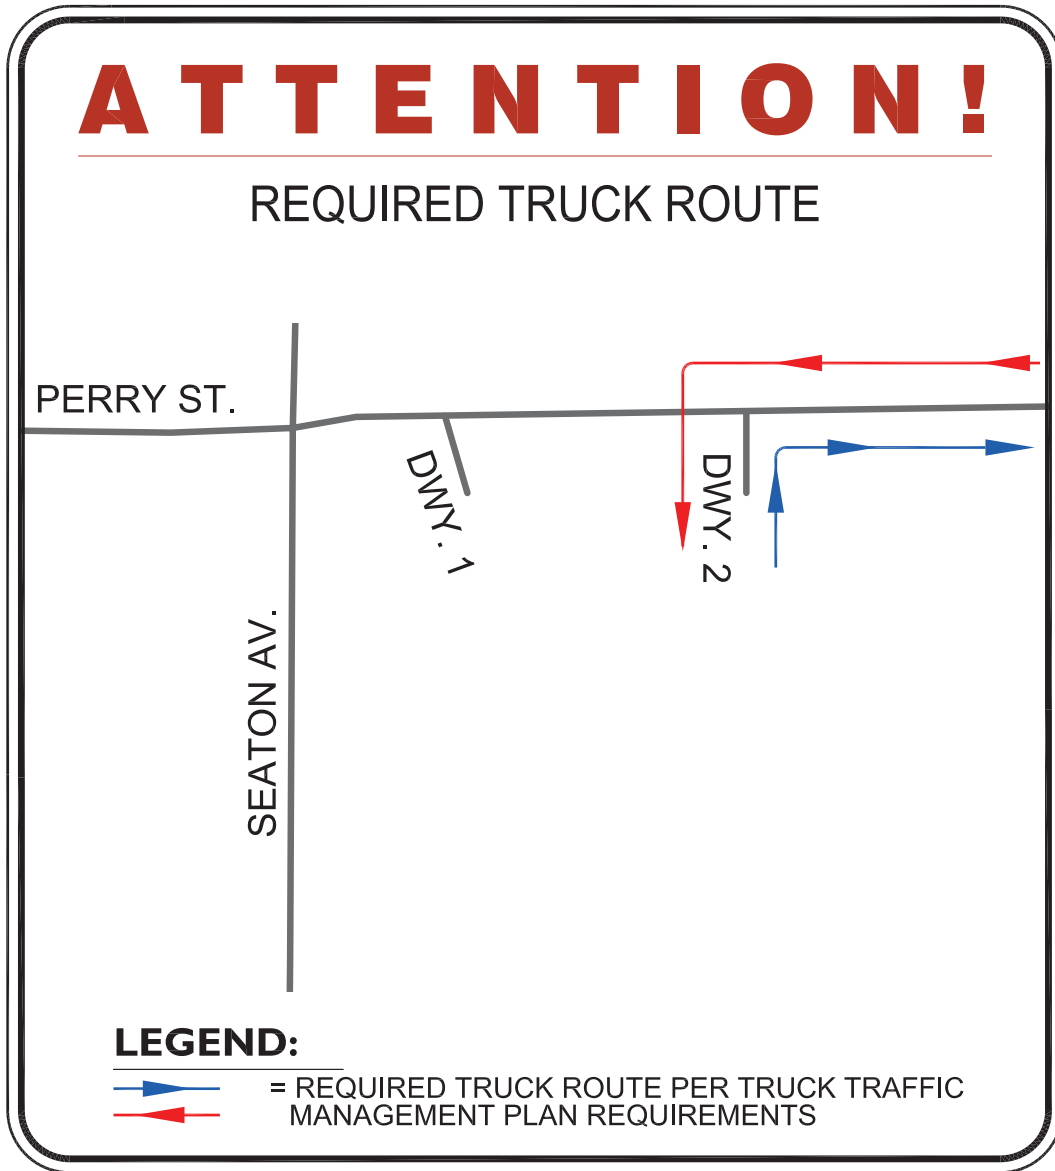 ATTENTION!
REQUIRED TRUCK ROUTE
PERRY ST.
DWY. 1
DWY. 2
SEATON AV.
LEGEND:
= REQUIRED TRUCK ROUTE PER TRUCK TRAFFIC
MANAGEMENT PLAN REQUIREMENTS